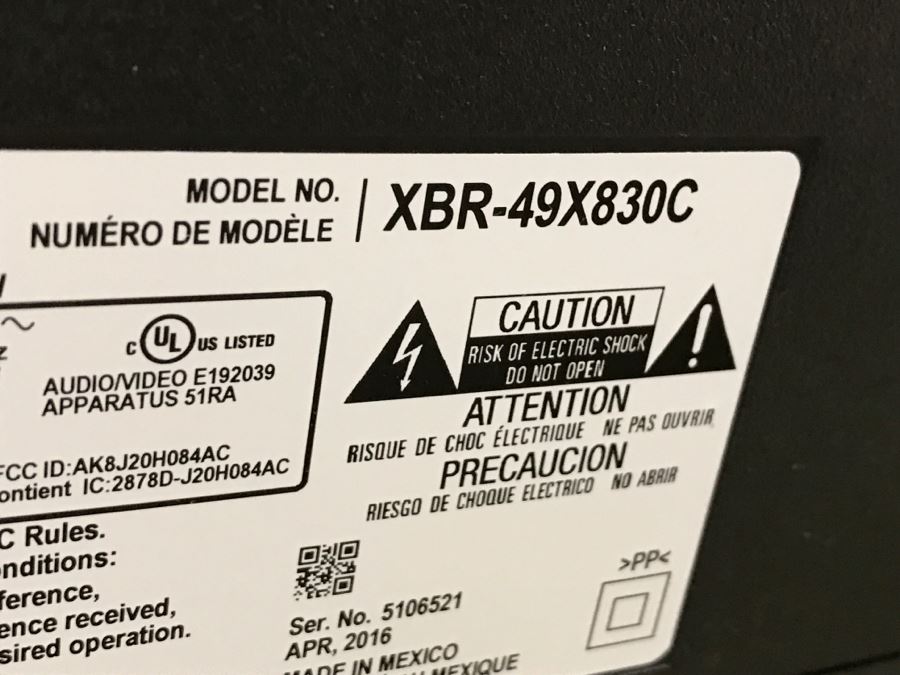 MODEL NO.
NUMÉRO DE MODÈLE
XBR-49X830C
C UL US LISTED
AUDIO/VIDEO E192039
APPARATUS 51RA
FCC ID:AK8J20H084AC
ontient IC:2878D-J20H084AC
C Rules.
nditions:
ference,
ence received,
sired operation.
CAUTION
RISK OF ELECTRIC SHOCK
DO NOT OPEN
ATTENTION
RISQUE DE CHOC ÉLECTRIQUE NE PAS OUVRIR
PRECAUCION
RIESGO DE CHOQUE ELECTRICO NO ABRIR
>PP<
Ser. No. 5106521
APR, 2016
MADE IN MEXICO
MEXIQUE